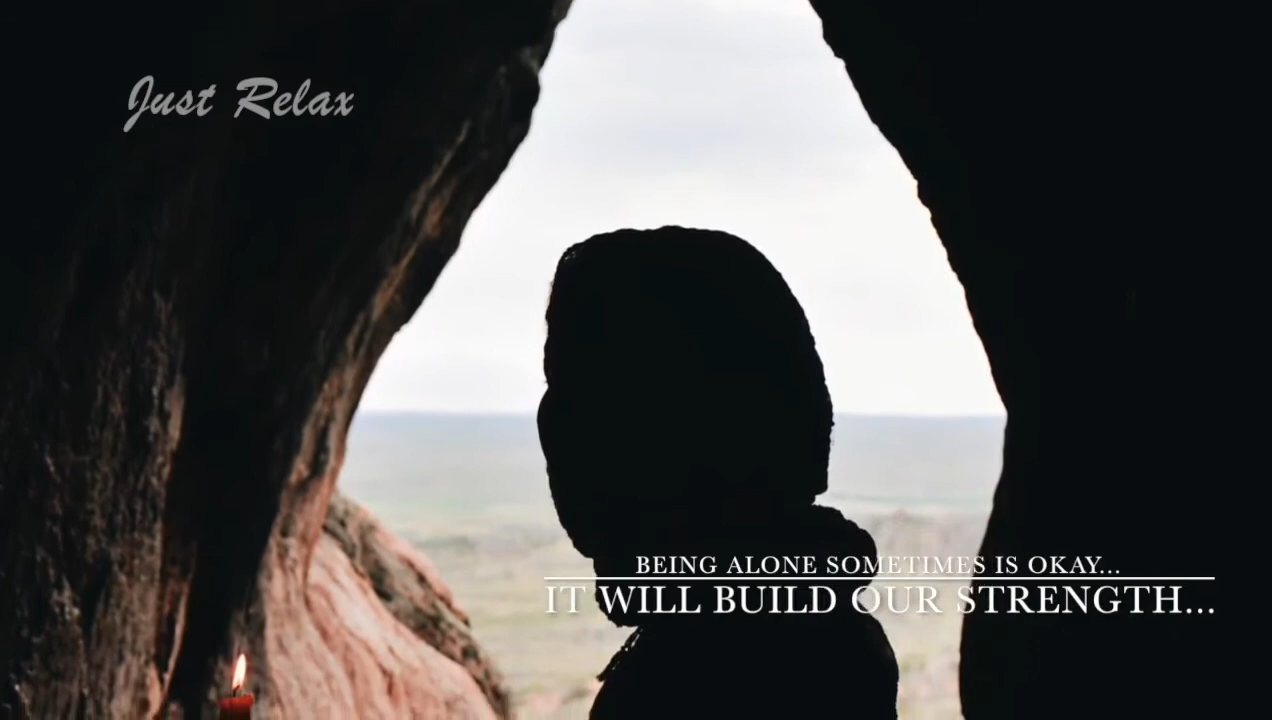 Just Relax
BEING ALONE SOMETIMES IS OKAY...
IT WILL BUILD OUR STRENGTH...